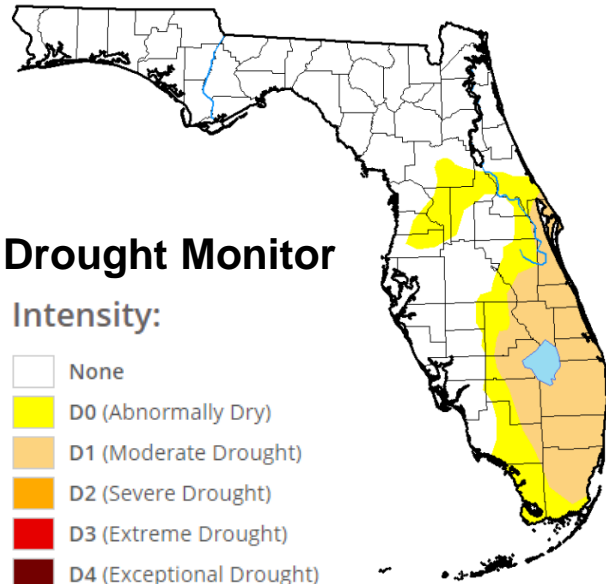 Drought Monitor
Intensity:
None
D0 (Abnormally Dry)
D1 (Moderate Drought)
D2 (Severe Drought)
D3 (Extreme Drought)
D4 (Exceptional Drought)